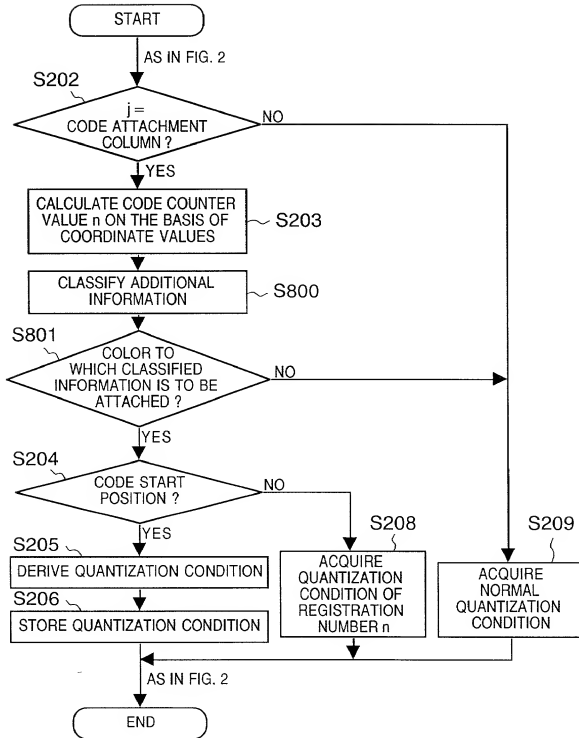 START
AS IN FIG. 2
S202
j =
CODE ATTACHMENT
COLUMN ?
NO
YES
CALCULATE CODE COUNTER
VALUE n ON THE BASIS OF
COORDINATE VALUES
S203
CLASSIFY ADDITIONAL
INFORMATION
S800
S801
COLOR TO
WHICH CLASSIFIED
INFORMATION IS TO BE
ATTACHED ?
NO
YES
S204
CODE START
POSITION ?
NO
YES
S205
DERIVE QUANTIZATION CONDITION
S206
STORE QUANTIZATION CONDITION
S208
ACQUIRE
QUANTIZATION
CONDITION OF
REGISTRATION
NUMBER n
S209
ACQUIRE
NORMAL
QUANTIZATION
CONDITION
AS IN FIG. 2
END